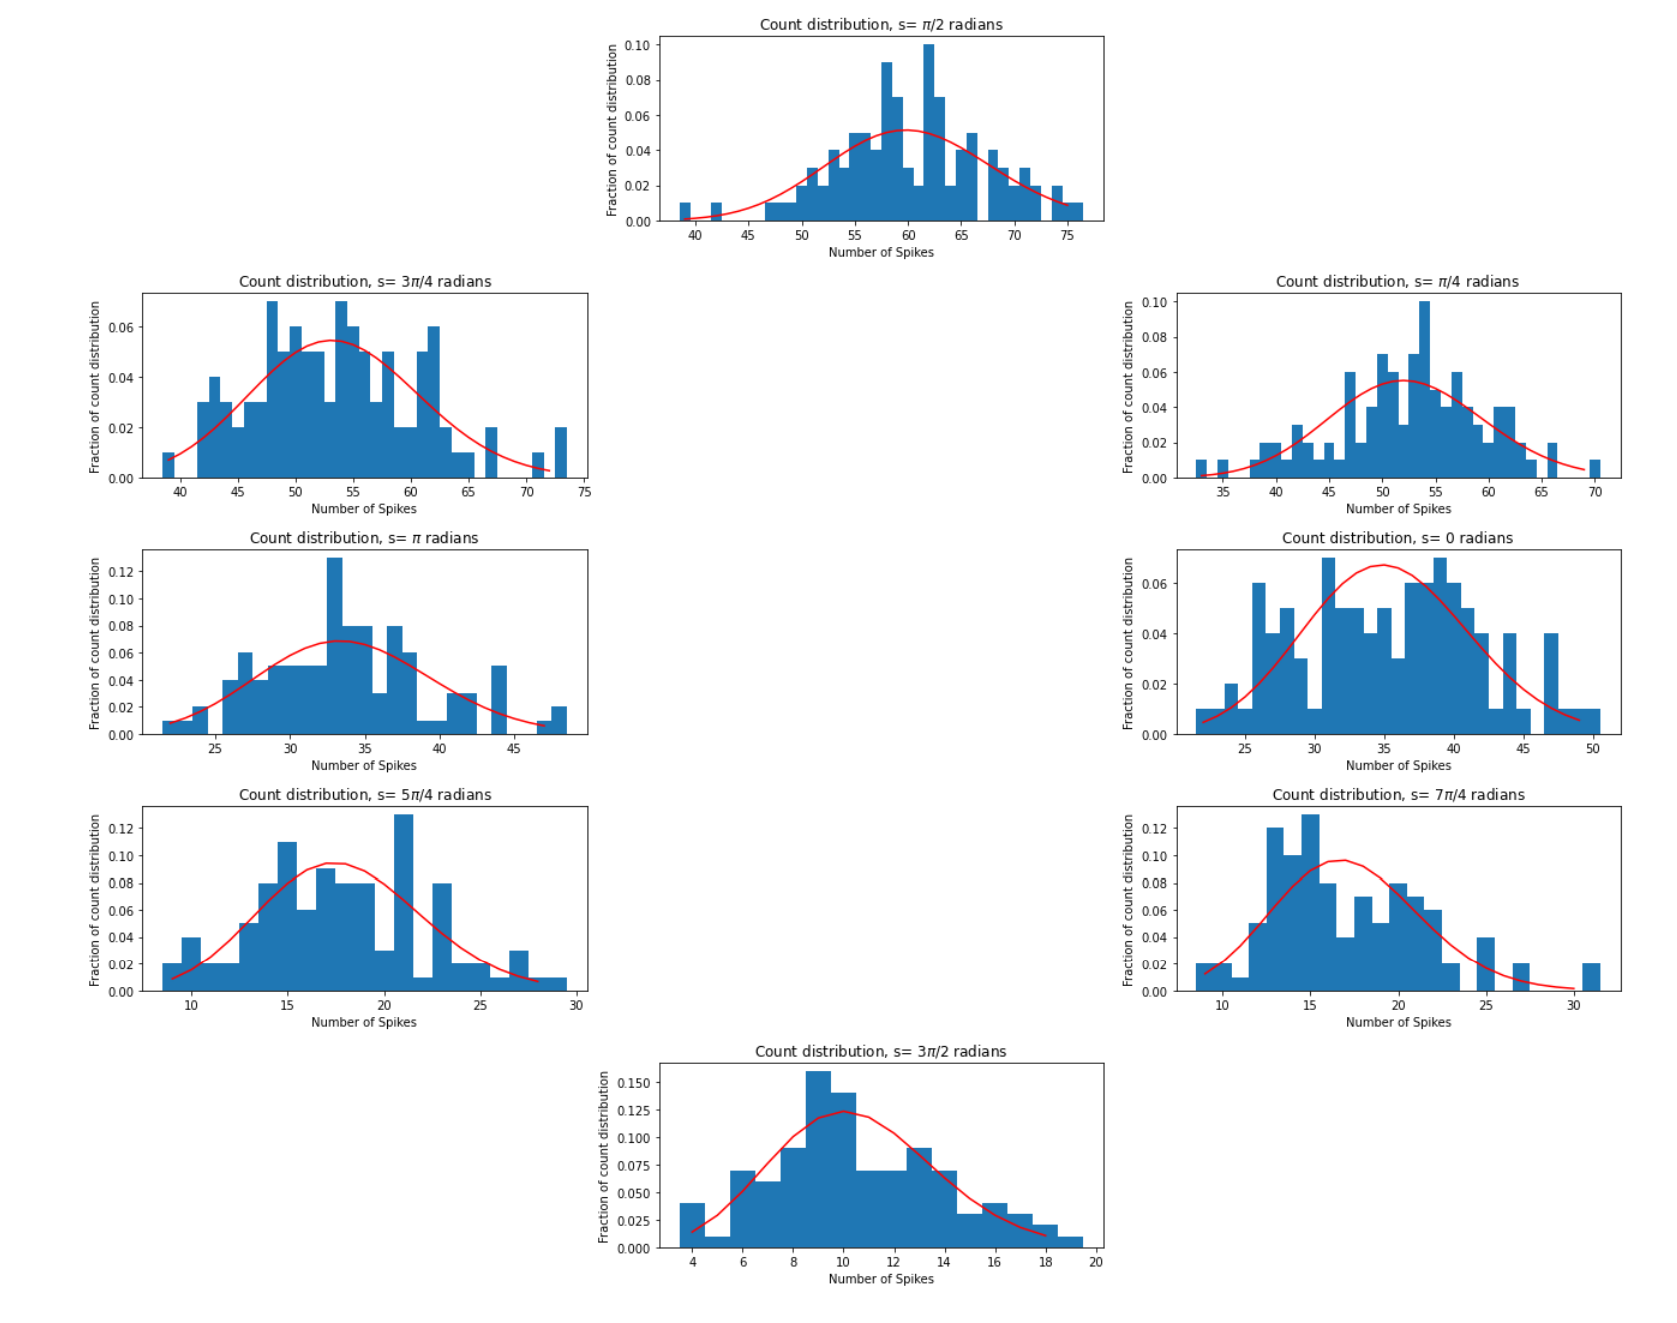 Count distribution, s= π/2 radians
Fraction of count distribution
0.10
0.08
0.06
0.04
0.02
0.00
40 45 50 55 60 65 70 75
Number of Spikes
Count distribution, s= 3π/4 radians
Fraction of count distribution
0.06
0.04
0.02
0.00
40 45 50 55 60 65 70 75
Number of Spikes
Count distribution, s= π/4 radians
Fraction of count distribution
0.10
0.08
0.06
0.04
0.02
0.00
35 40 45 50 55 60 65 70
Number of Spikes
Count distribution, s= π radians
Fraction of count distribution
0.12
0.10
0.08
0.06
0.04
0.02
0.00
25 30 35 40 45
Number of Spikes
Count distribution, s= 0 radians
Fraction of count distribution
0.06
0.04
0.02
0.00
25 30 35 40 45 50
Number of Spikes
Count distribution, s= 5π/4 radians
Fraction of count distribution
0.12
0.10
0.08
0.06
0.04
0.02
0.00
10 15 20 25 30
Number of Spikes
Count distribution, s= 7π/4 radians
Fraction of count distribution
0.12
0.10
0.08
0.06
0.04
0.02
0.00
10 15 20 25 30
Number of Spikes
Count distribution, s= 3π/2 radians
Fraction of count distribution
0.150
0.125
0.100
0.075
0.050
0.025
0.000
4 6 8 10 12 14 16 18 20
Number of Spikes